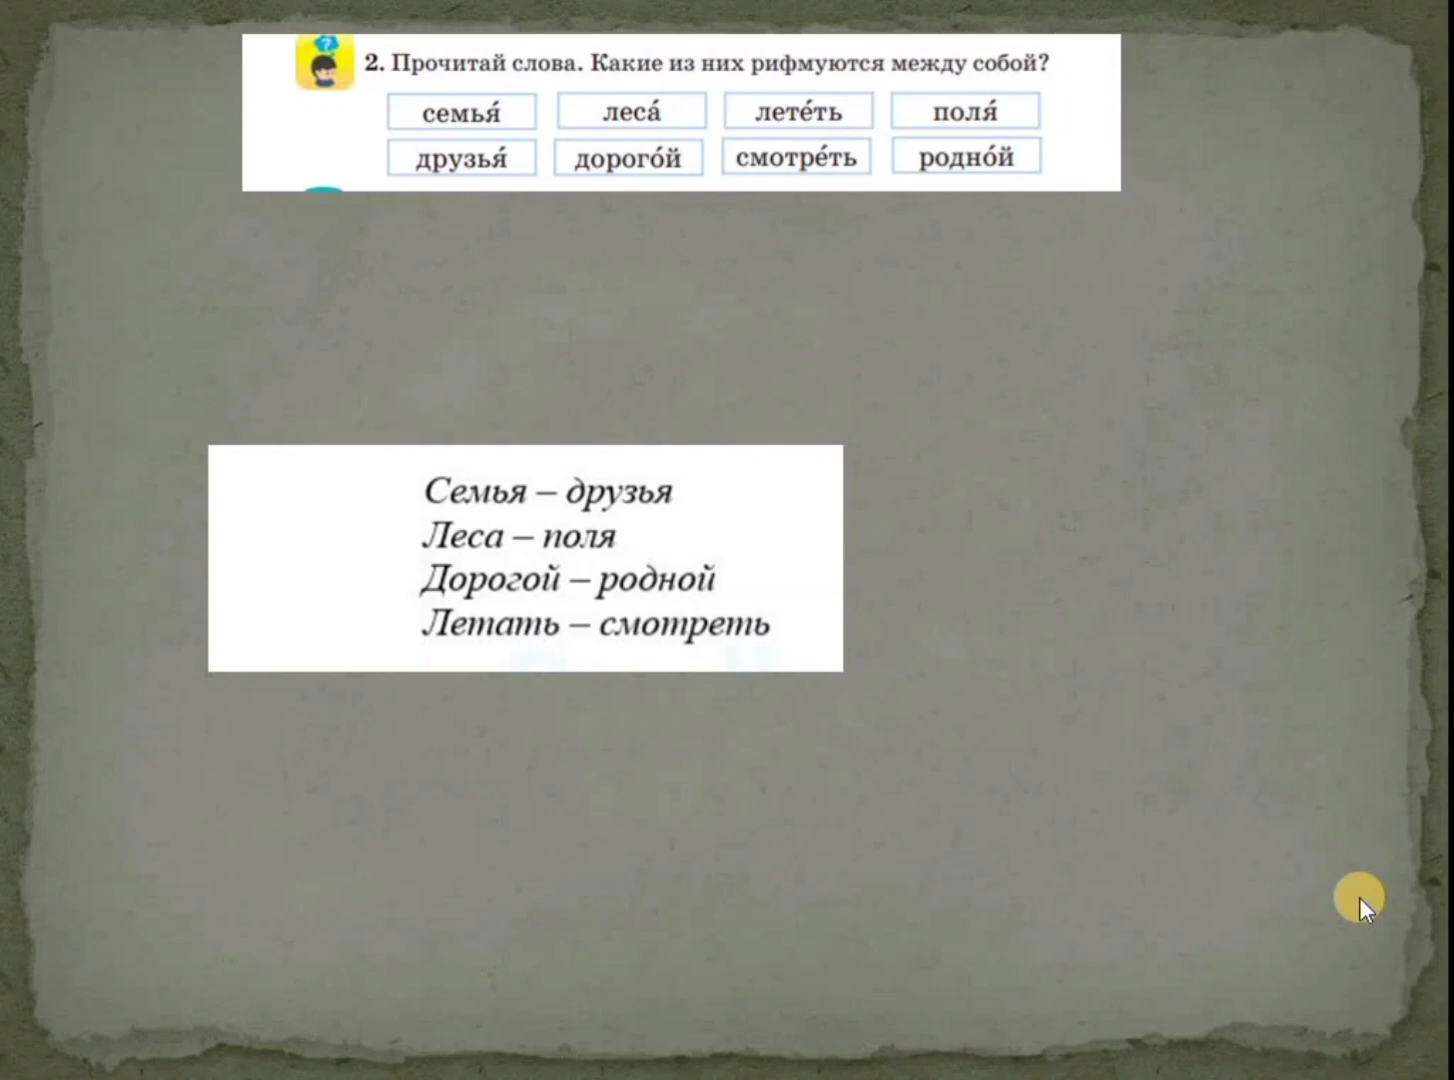 ?
2. Прочитай слова. Какие из них рифмуются между собой?
семья́ леса́ лете́ть поля́
друзья́ дорого́й смотре́ть родно́й
Семья – друзья
Леса – поля
Дорогой – родной
Летать – смотреть